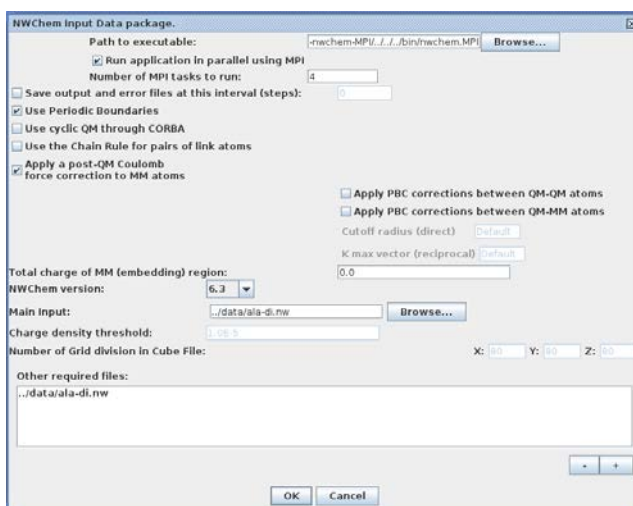 NWChem Input Data package.
Path to executable: -nwchem-MPI/../../../bin/nwchem.MPI Browse...
Run application in parallel using MPI
Number of MPI tasks to run: 4
Save output and error files at this interval (steps): 0
Use Periodic Boundaries
Use cyclic QM through CORBA
Use the Chain Rule for pairs of link atoms
Apply a post-QM Coulomb
force correction to MM atoms
Apply PBC corrections between QM-QM atoms
Apply PBC corrections between QM-MM atoms
Cutoff radius (direct) Default
K max vector (reciprocal) Default
Total charge of MM (embedding) region: 0.0
NWChem version: 6.3
Main Input: ../data/ala-di.nw Browse...
Charge density threshold:
Number of Grid division in Cube File: X: 80 Y: 80 Z: 80
Other required files:
../data/ala-di.nw
- +
OK Cancel